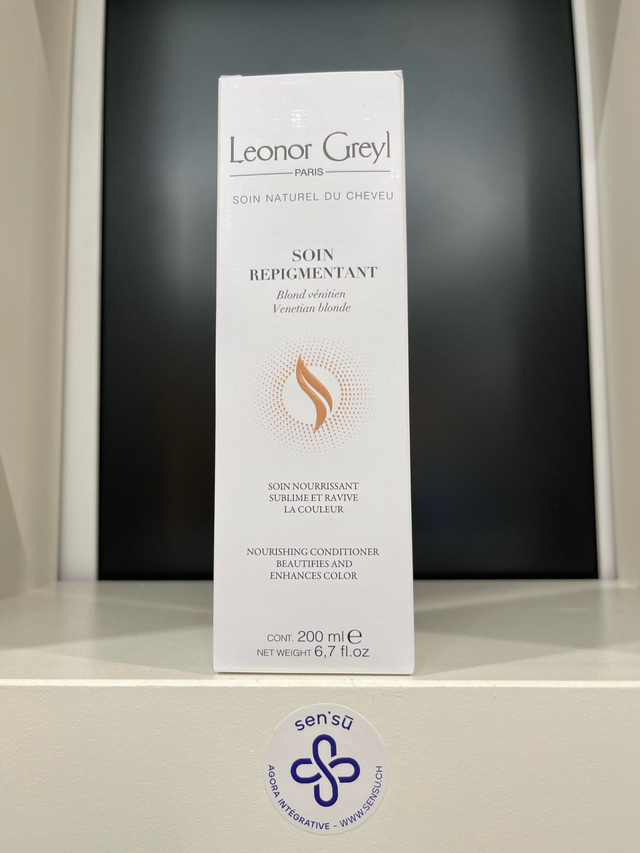 Leonor Greyl
PARIS
SOIN NATUREL DU CHEVEU
SOIN
REPIGMENTANT
Blond vénitien
Venetian blonde
SOIN NOURRISSANT
SUBLIME ET RAVIVE
LA COULEUR
NOURISHING CONDITIONER
BEAUTIFIES AND
ENHANCES COLOR
CONT. 200 ml e
NET WEIGHT 6,7 fl.oz
sen'sū
AGORA INTÉGRATIVE - WWW.SENSU.CH